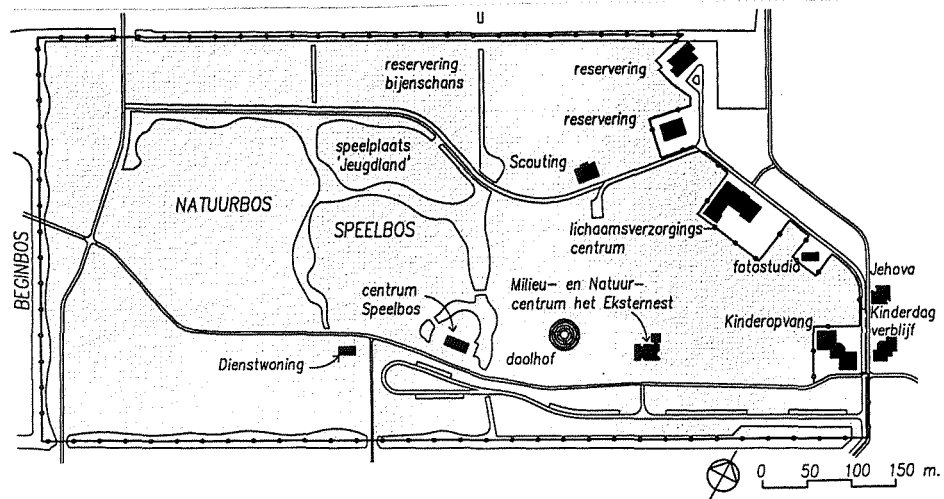 reservering
bijenschans
reservering
reservering
speelplaats
'Jeugdland'
Scouting
NATUURBOS
SPEELBOS
lichaamsverzorgings
centrum
fotostudio
BEGINBOS
Jehova
centrum
Speelbos
Milieu- en Natuur-
centrum het Eksternest
Kinderopvang
Kinderdag
verblijf
Dienstwoning
doolhof
0 50 100 150 m.